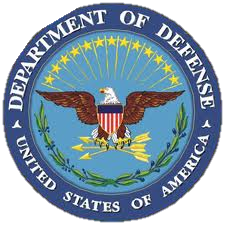 DEPARTMENT OF DEFENSE
UNITED STATES OF AMERICA